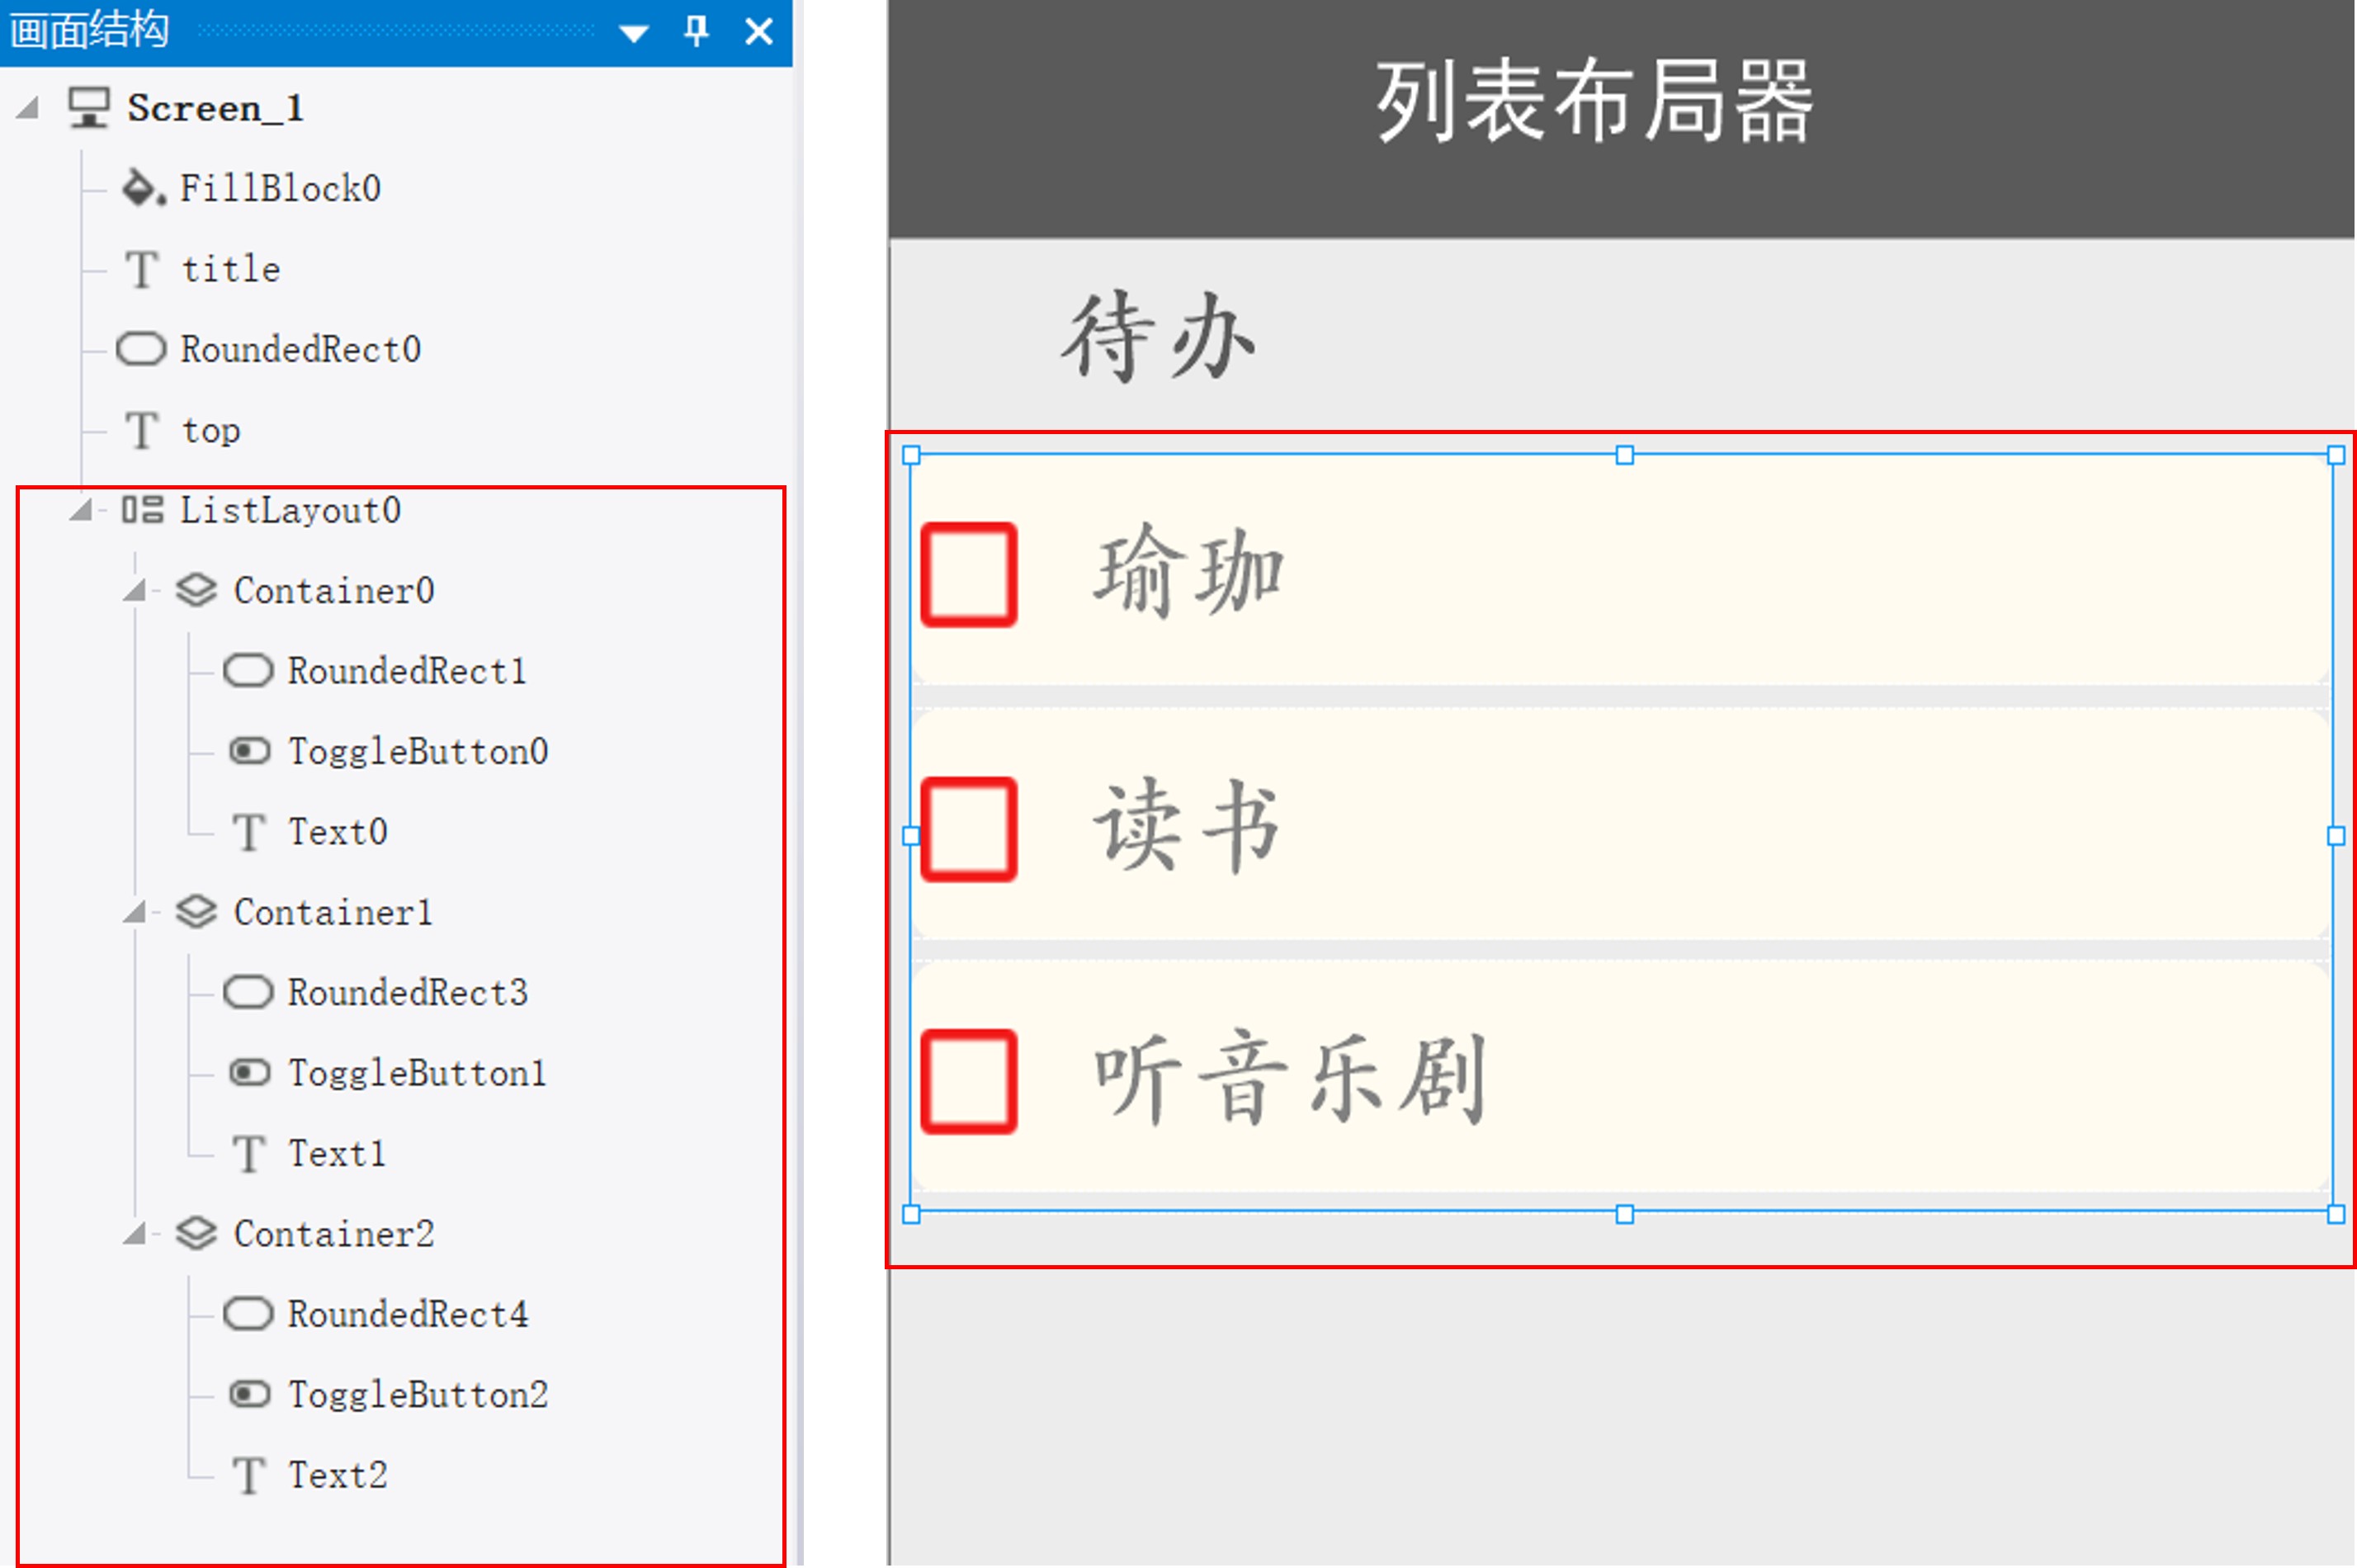 画面结构
Screen_1
FillBlock0
title
RoundedRect0
top
ListLayout0
Container0
RoundedRect1
ToggleButton0
Text0
Container1
RoundedRect3
ToggleButton1
Text1
Container2
RoundedRect4
ToggleButton2
Text2
列表布局器
待办
瑜珈
读书
听音乐剧